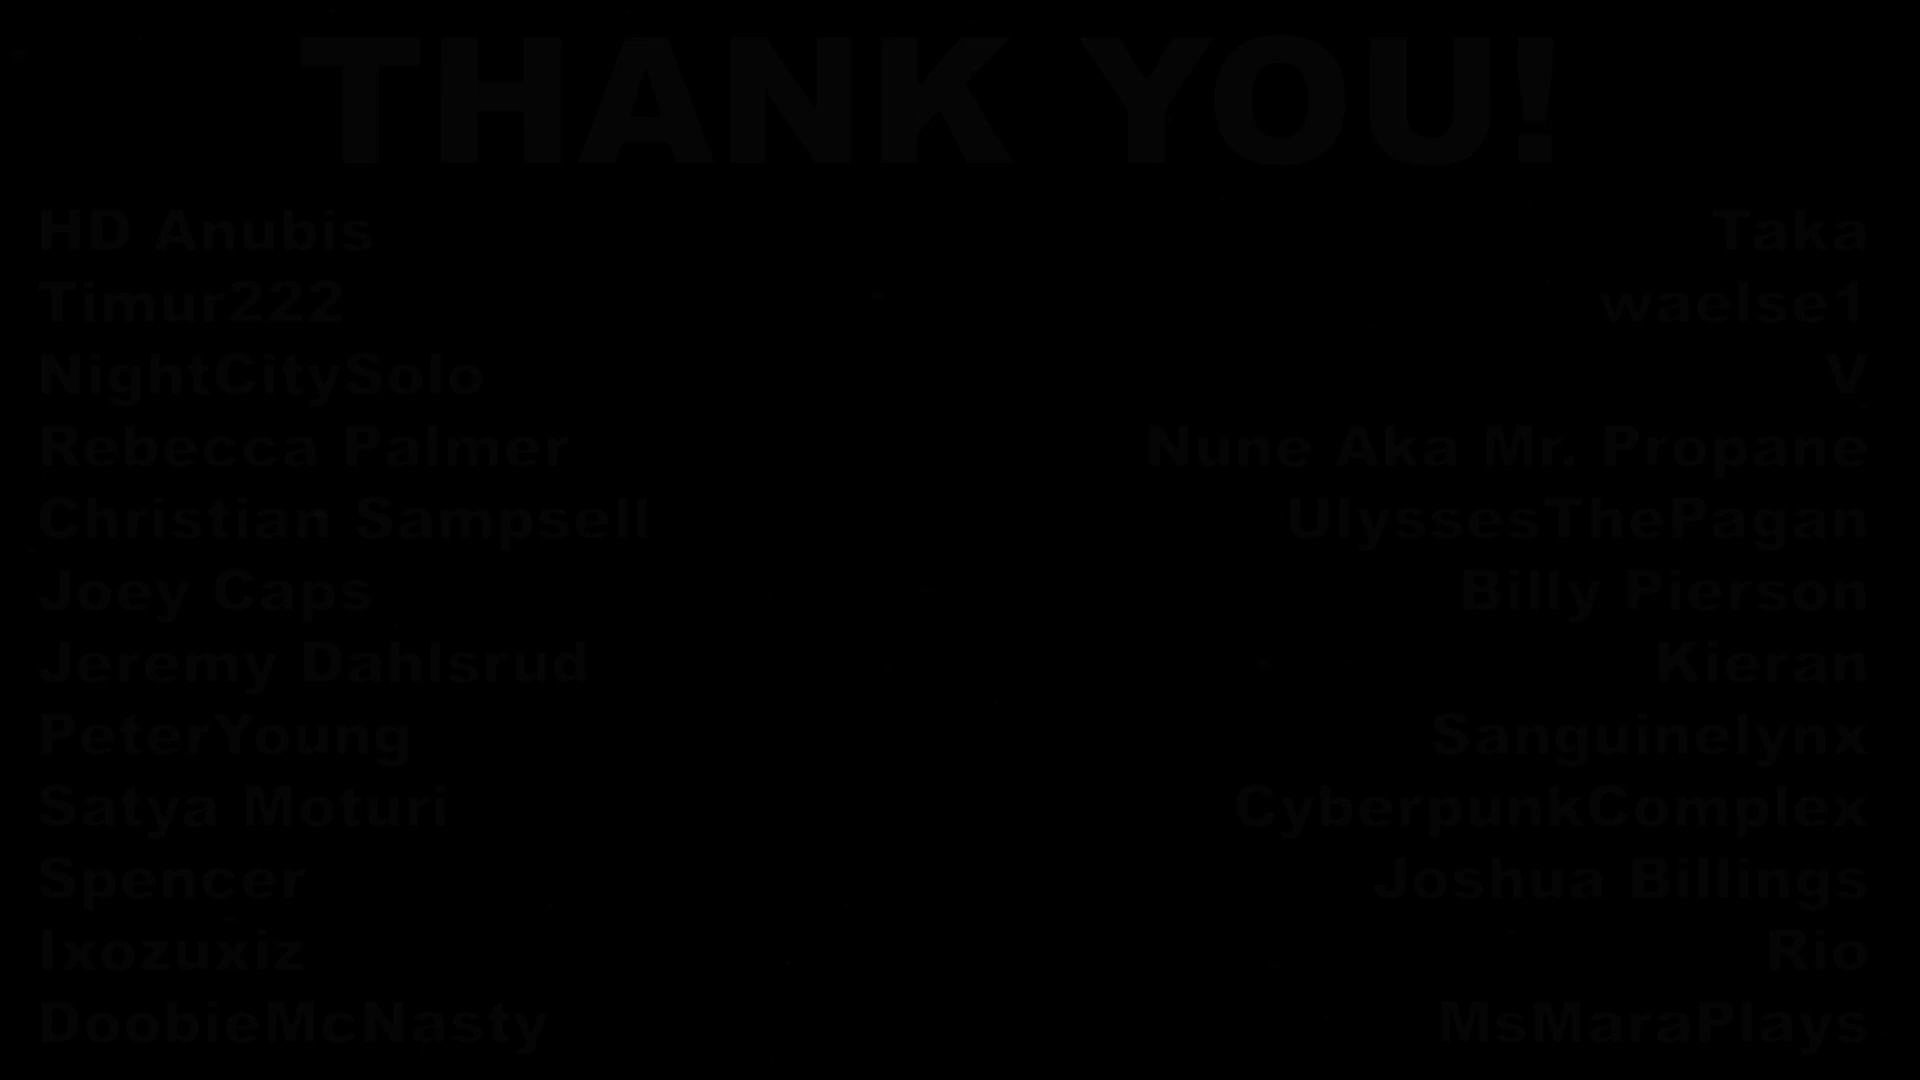 THANK YOU!
HD Anubis
Taka
Timur222
waelse1
NightCitySolo
V
Rebecca Palmer
Nune Aka Mr. Propane
Christian Sampsell
UlyssesThePagan
Joey Caps
Billy Pierson
Jeremy Dahlsrud
Kieran
PeterYoung
Sanguinelynx
Satya Moturi
CyberpunkComplex
Spencer
Joshua Billings
Ixozuxiz
Rio
DoobieMcNasty
MsMaraPlays